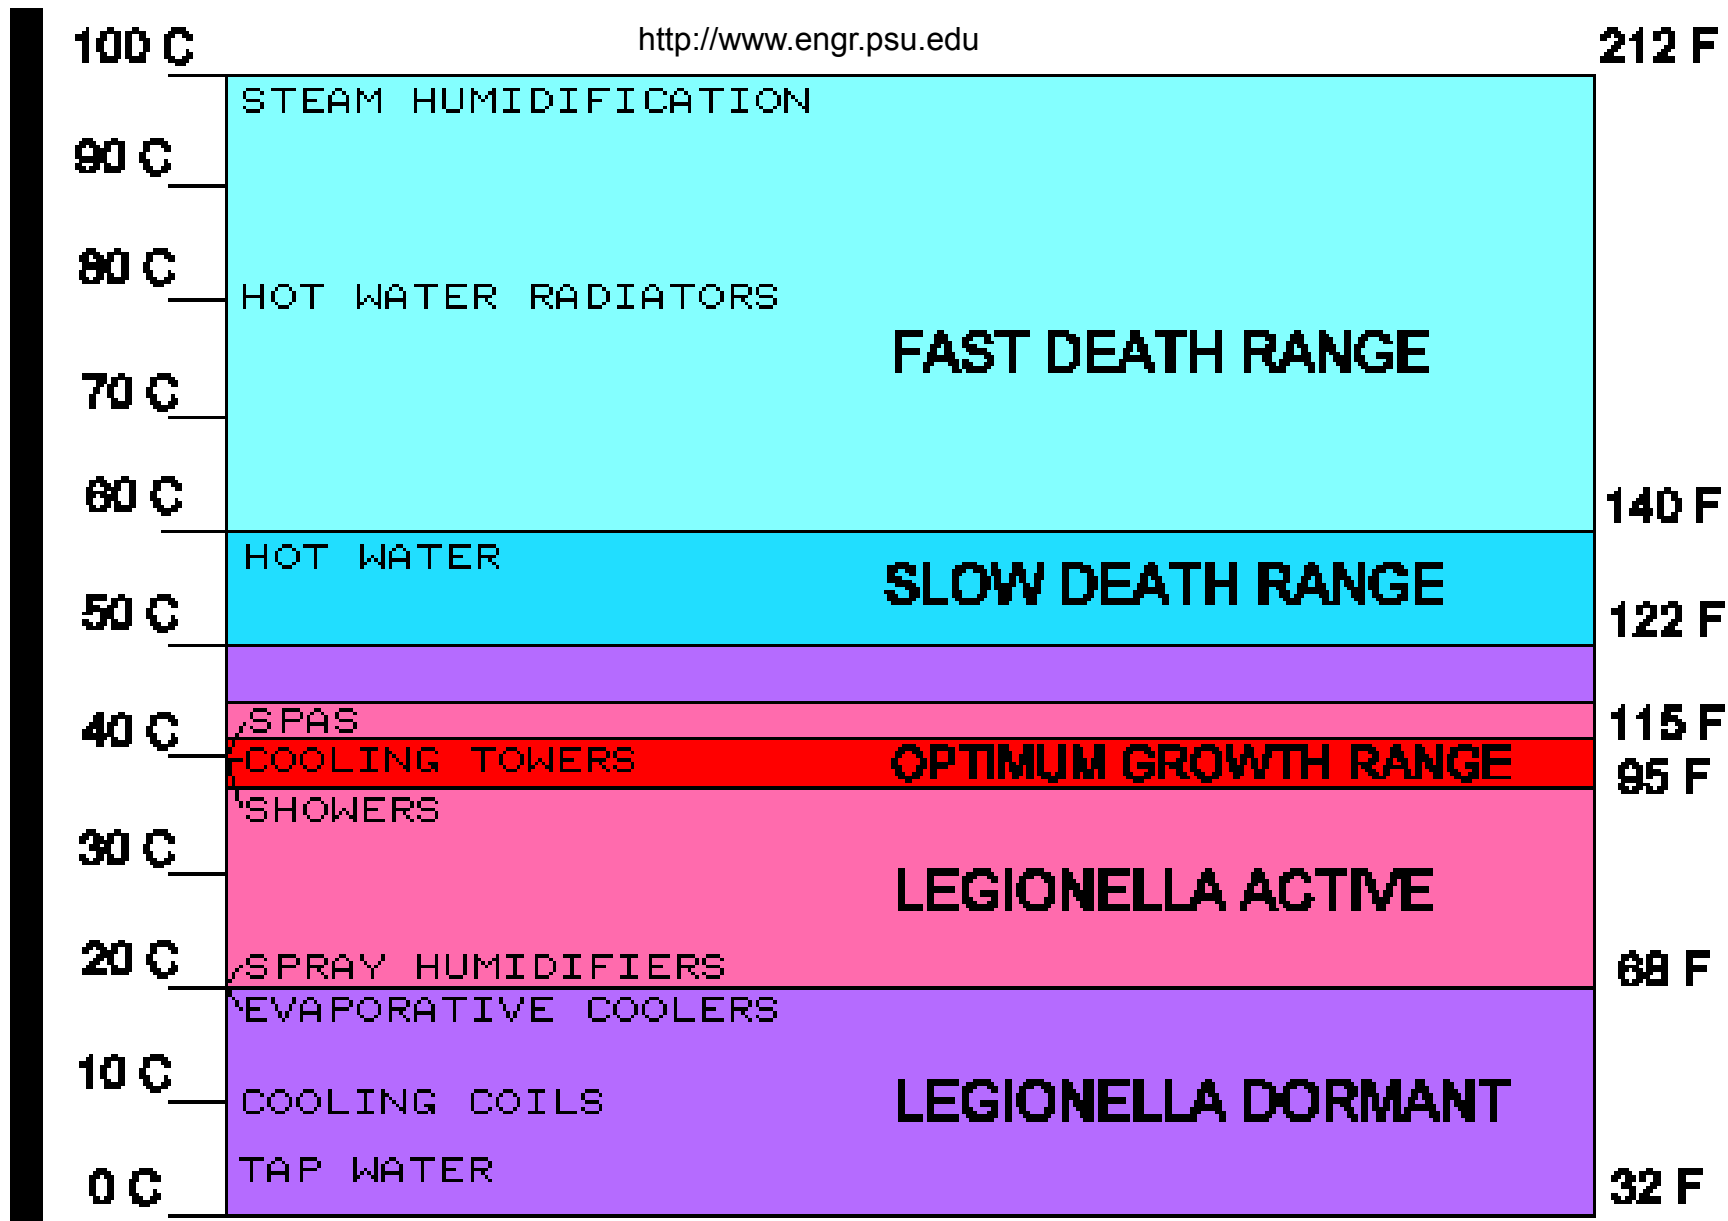 100 C
http://www.engr.psu.edu
212 F
STEAM HUMIDIFICATION
90 C
80 C
HOT WATER RADIATORS
FAST DEATH RANGE
70 C
60 C
140 F
HOT WATER
SLOW DEATH RANGE
50 C
122 F
SPAS
40 C
115 F
COOLING TOWERS
OPTIMUM GROWTH RANGE
95 F
SHOWERS
30 C
LEGIONELLA ACTIVE
20 C
SPRAY HUMIDIFIERS
68 F
EVAPORATIVE COOLERS
10 C
COOLING COILS
LEGIONELLA DORMANT
TAP WATER
0 C
32 F